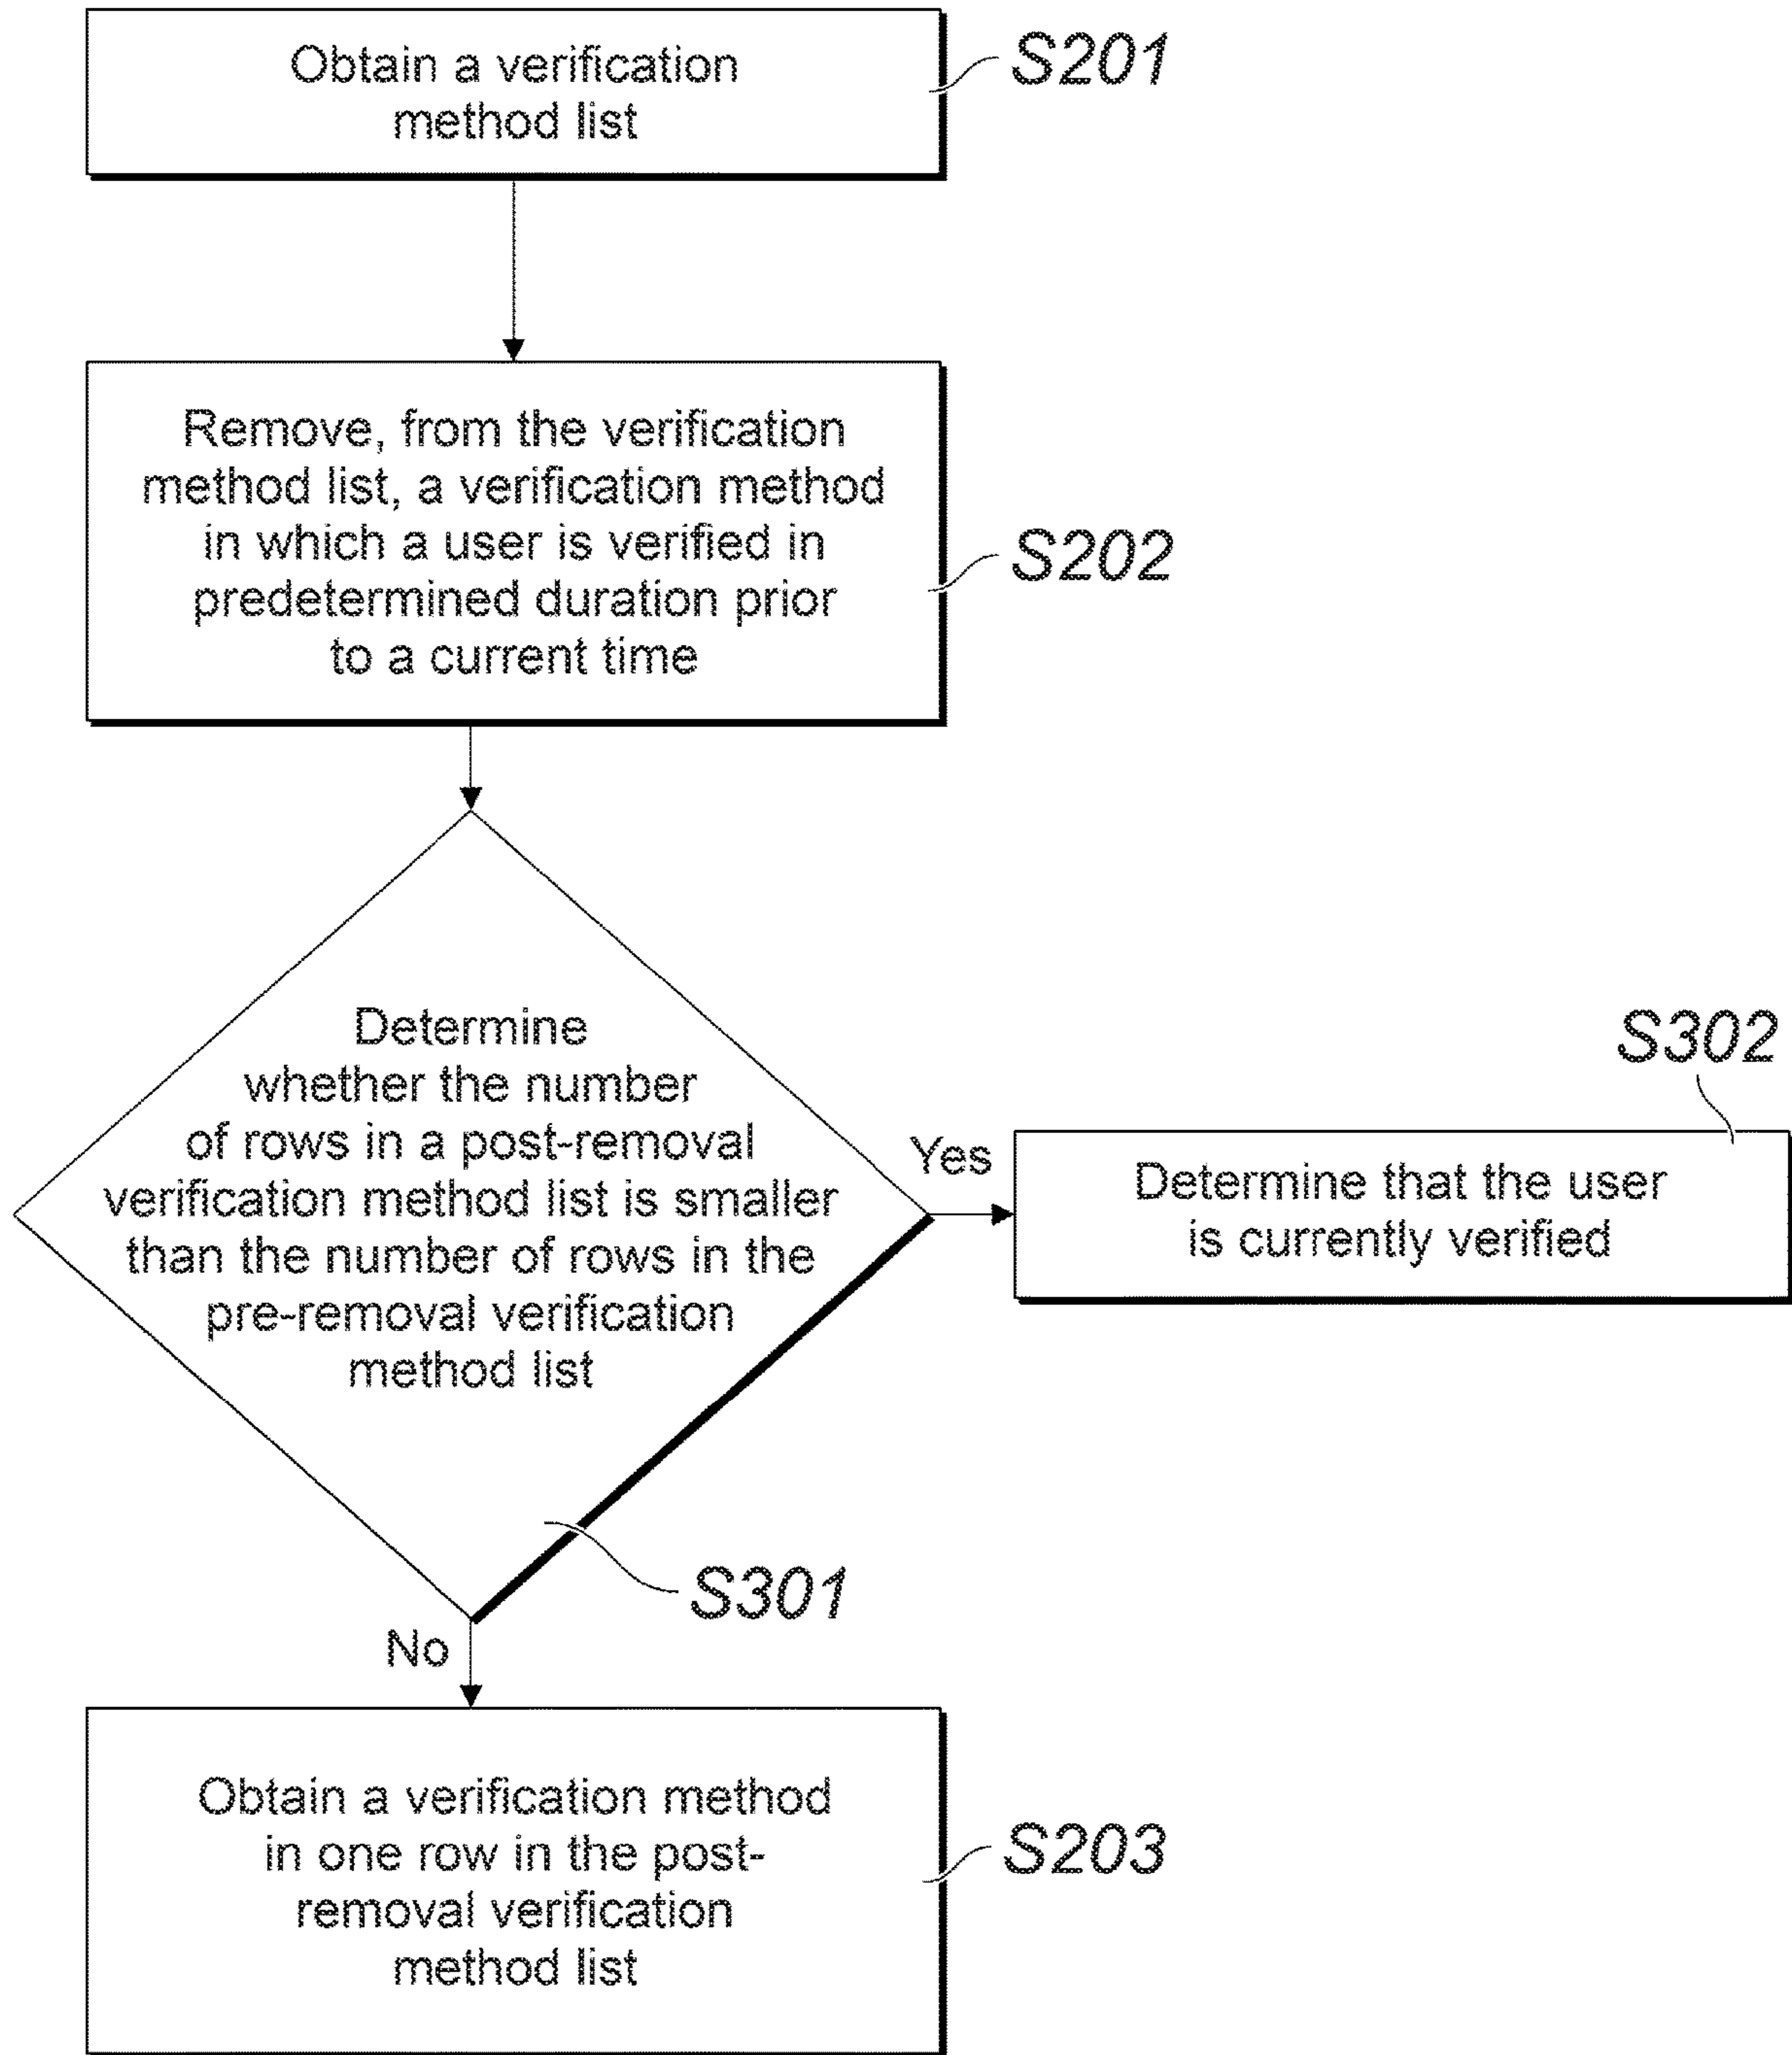 Obtain a verification
method list
S201
Remove, from the verification
method list, a verification method
in which a user is verified in
predetermined duration prior
to a current time
S202
Determine
whether the number
of rows in a post-removal
verification method list is smaller
than the number of rows in the
pre-removal verification
method list
S301
Yes
S302
Determine that the user
is currently verified
No
Obtain a verification method
in one row in the post-
removal verification
method list
S203